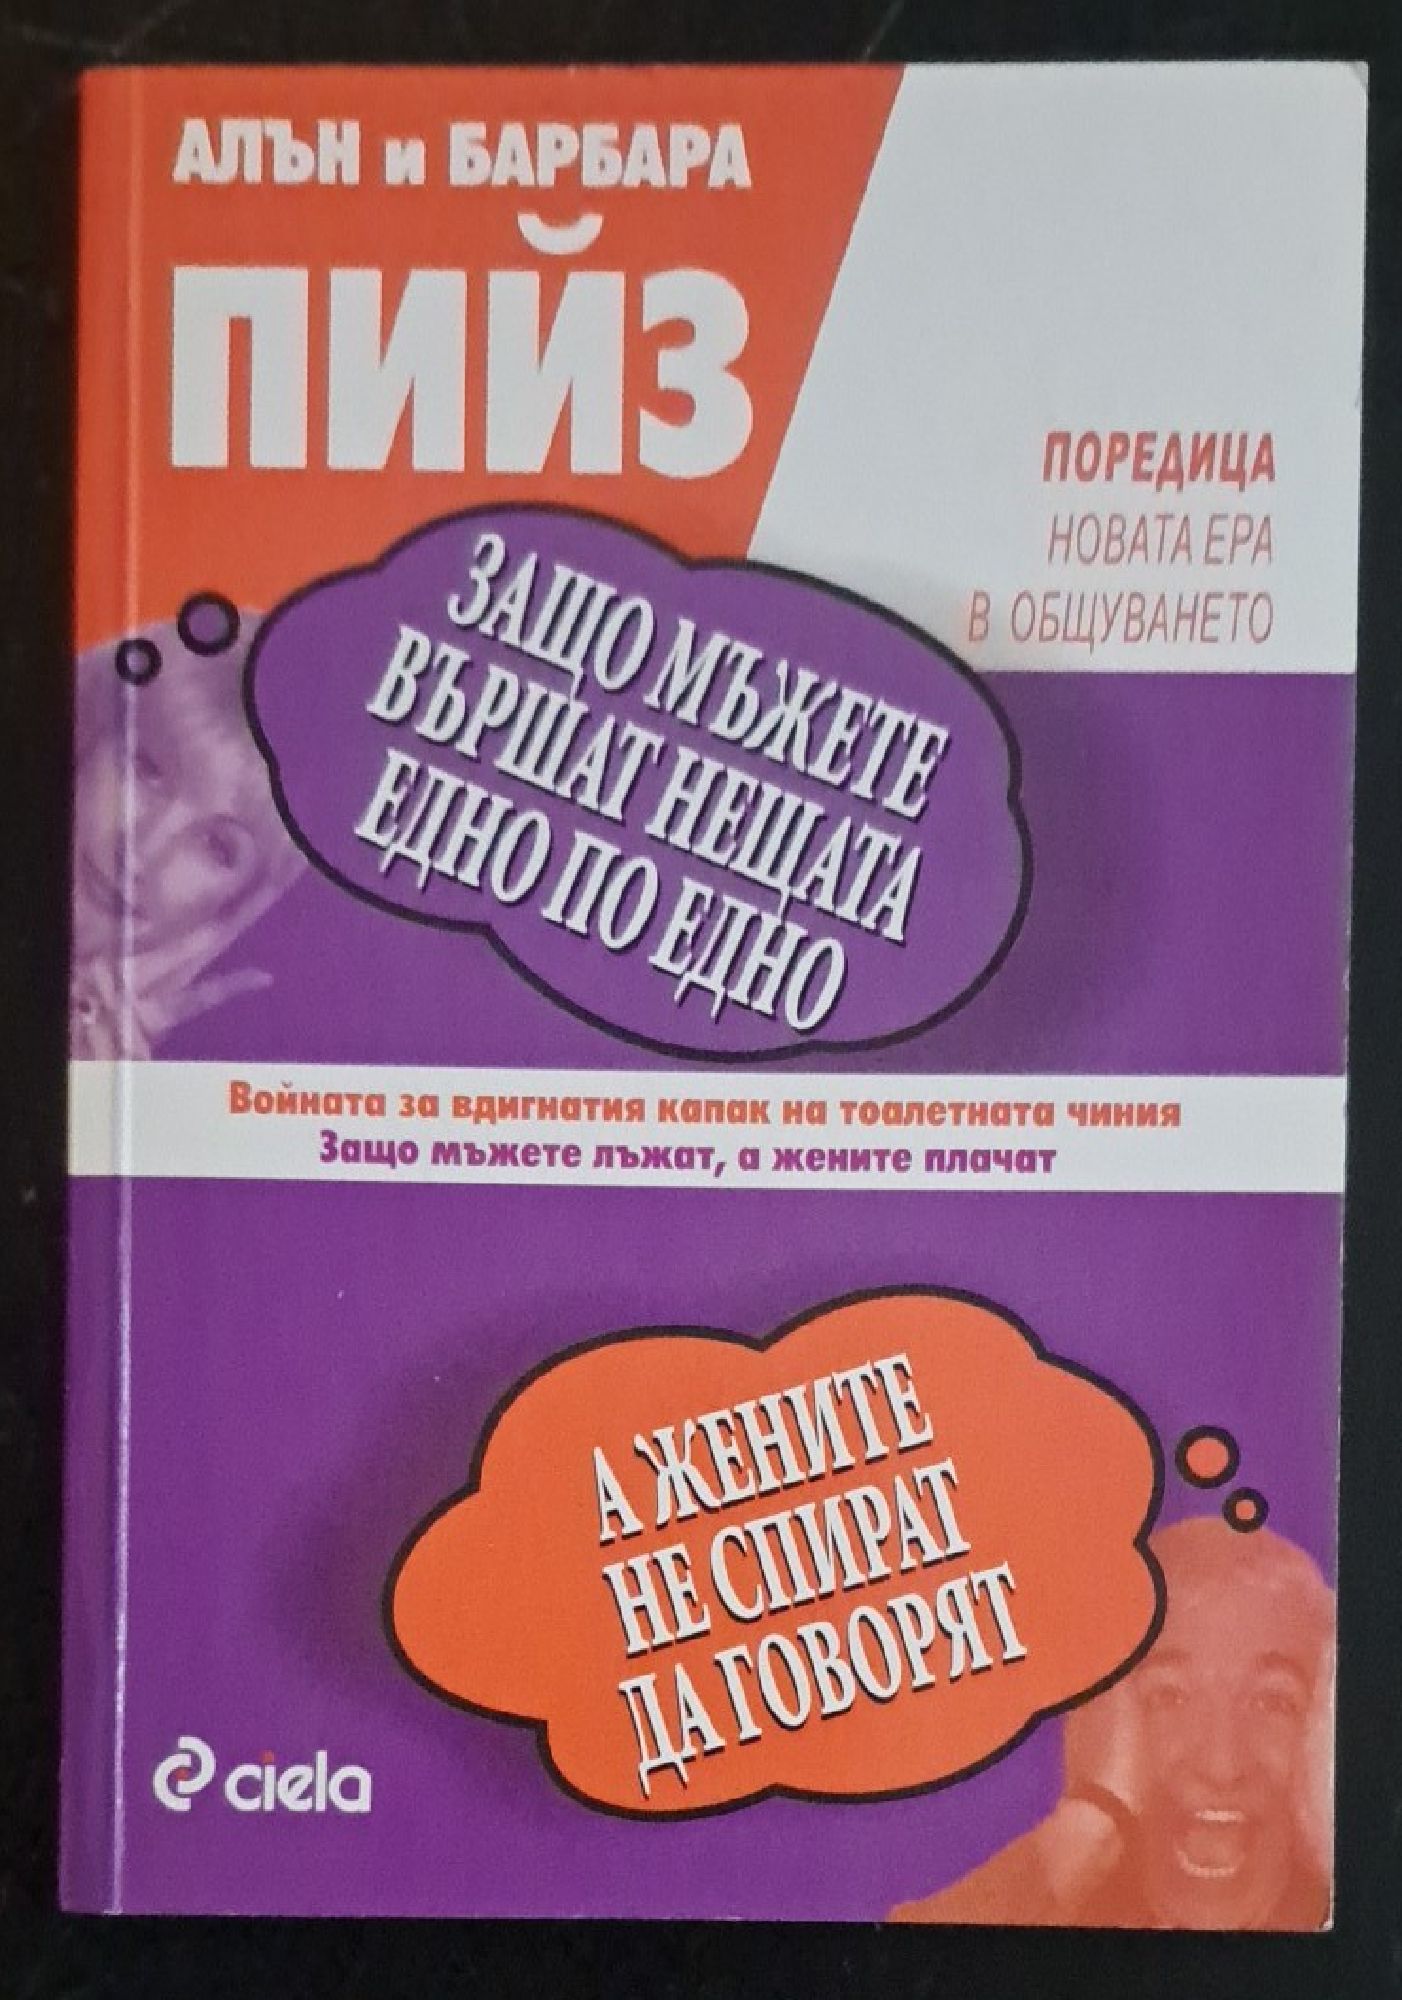 АЛЪН и БАРБАРА
ПИЙЗ
ПОРЕДИЦА
НОВАТА ЕРА
В ОБЩУВАНЕТО
ЗАЩО МЪЖЕТЕ
ВЪРШАТ НЕЩАТА
ЕДНО ПО ЕДНО
Войната за вдигнатия капак на тоалетната чиния
Защо мъжете лъжат, а жените плачат
А ЖЕНИТЕ
НЕ СПИРАТ
ДА ГОВОРЯТ
ciela